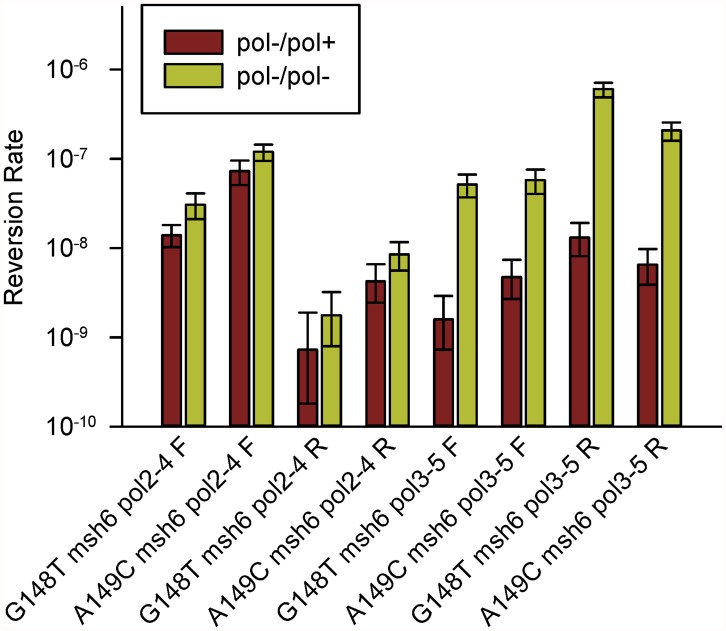 pol-/pol+
pol-/pol-
Reversion Rate
10-6
10-7
10-8
10-9
10-10
G148T msh6 pol2-4 F
A149C msh6 pol2-4 F
G148T msh6 pol2-4 R
A149C msh6 pol2-4 R
G148T msh6 pol3-5 F
A149C msh6 pol3-5 F
G148T msh6 pol3-5 R
A149C msh6 pol3-5 R